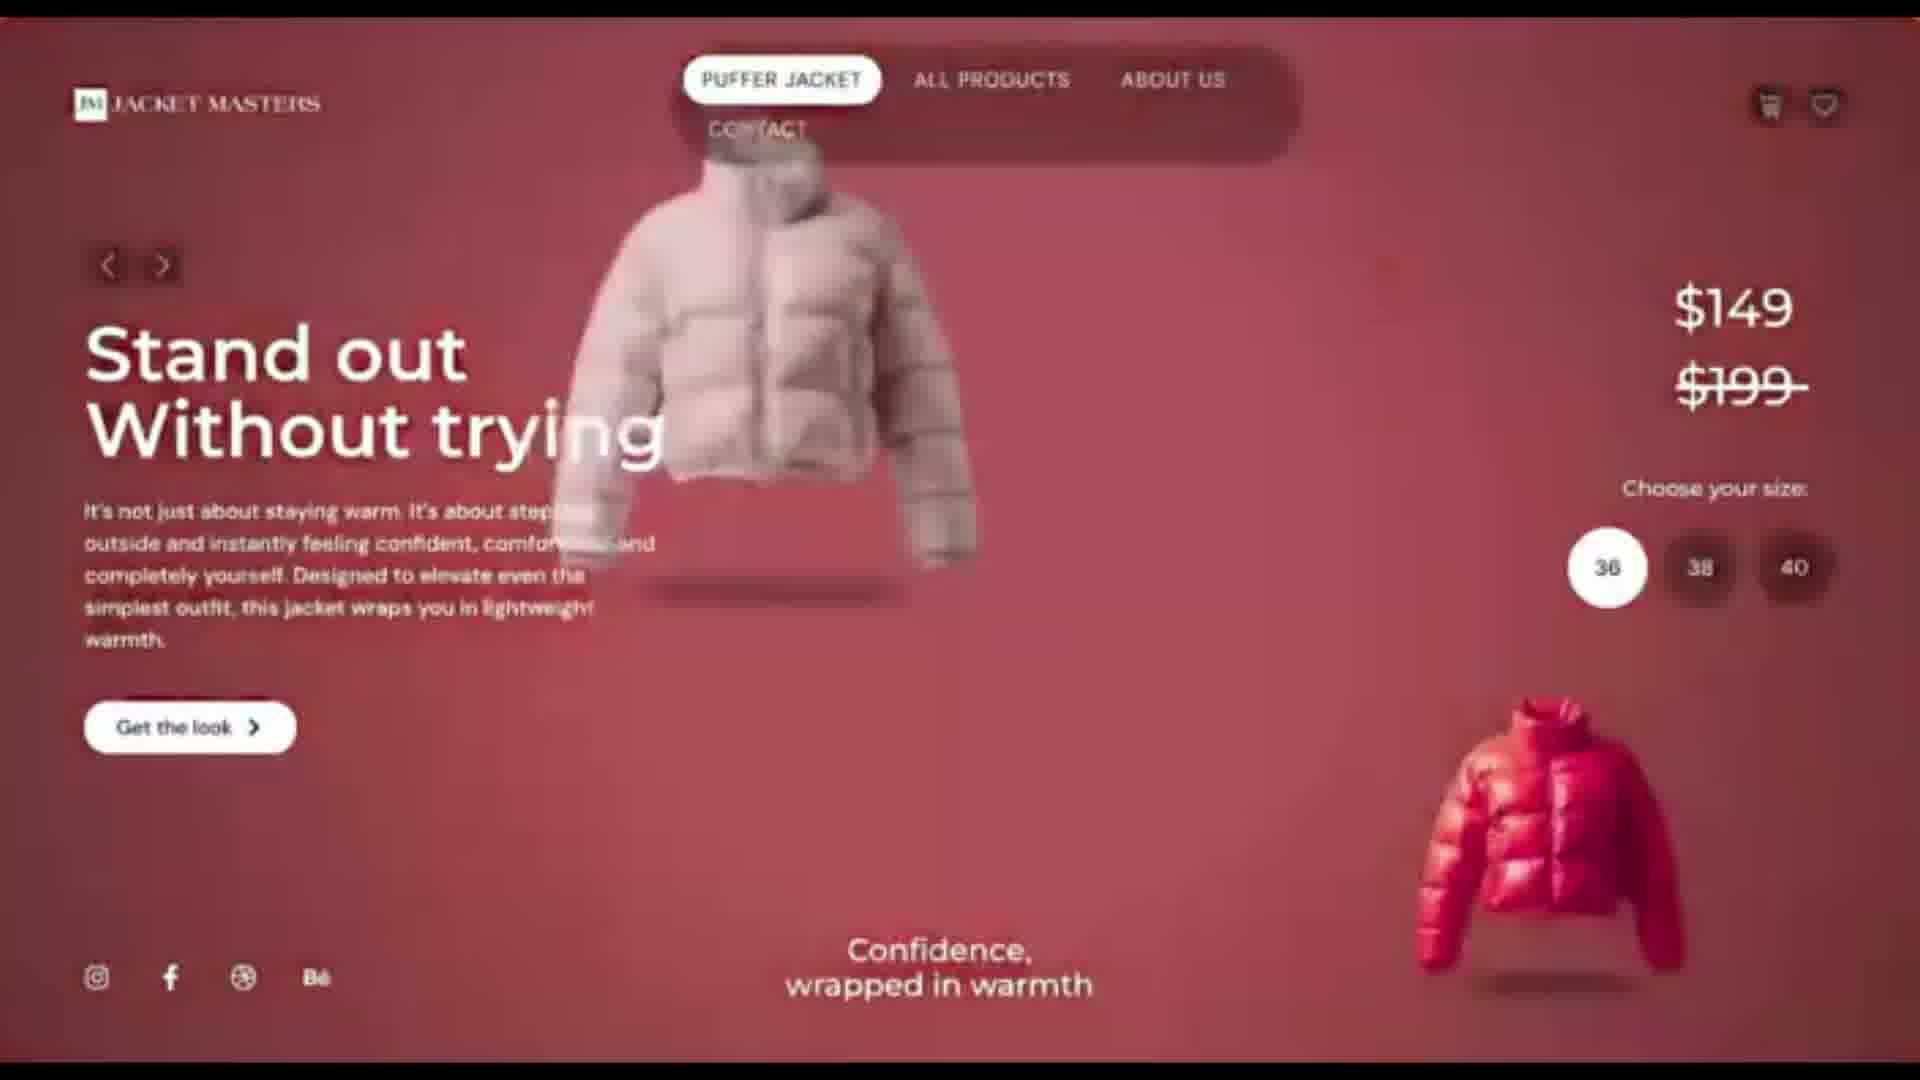 PUFFER JACKET ALL PRODUCTS ABOUT US
CONTACT
JM JACKET MASTERS
Stand out
Without trying
It's not just about staying warm. It's about
outside and instantly feeling confident, and
completely yourself. Designed to elevate even the
simplest outfit, this jacket wraps you in lightweight
warmth.
Get the look
$149
$199
Choose your size:
36 38 40
Confidence,
wrapped in warmth
Bē